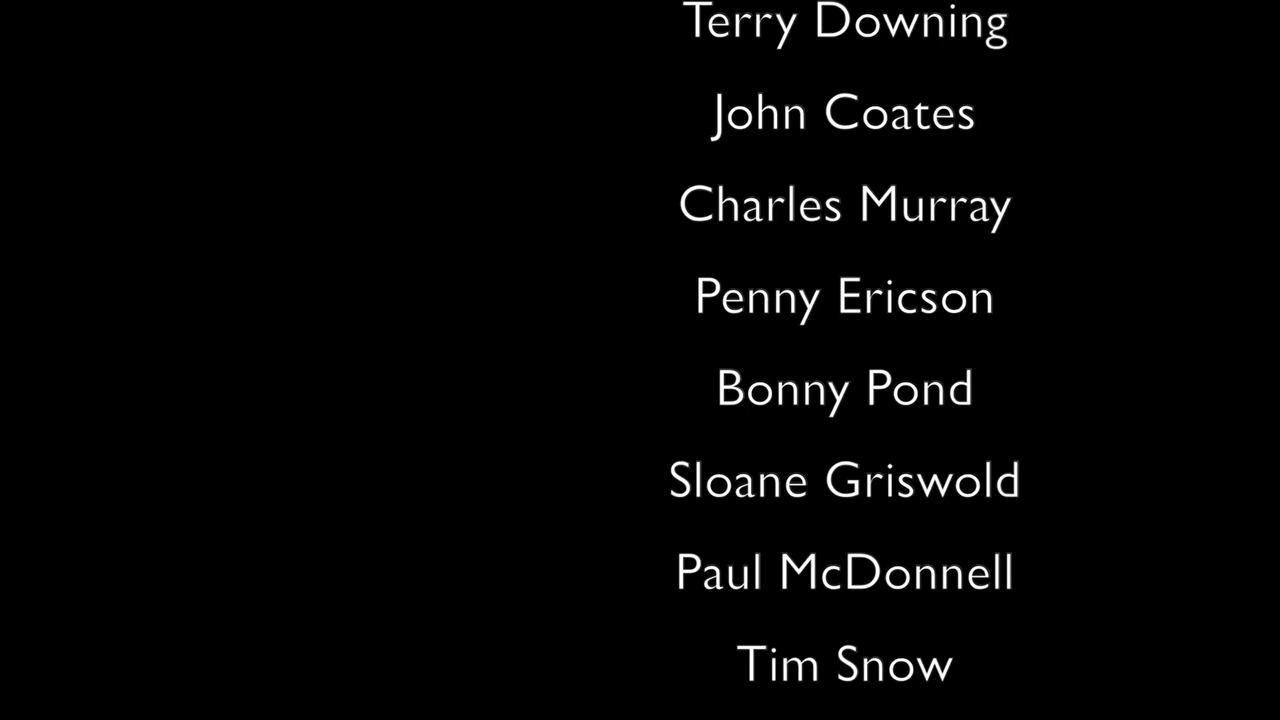 Terry Downing
John Coates
Charles Murray
Penny Ericson
Bonny Pond
Sloane Griswold
Paul McDonnell
Tim Snow